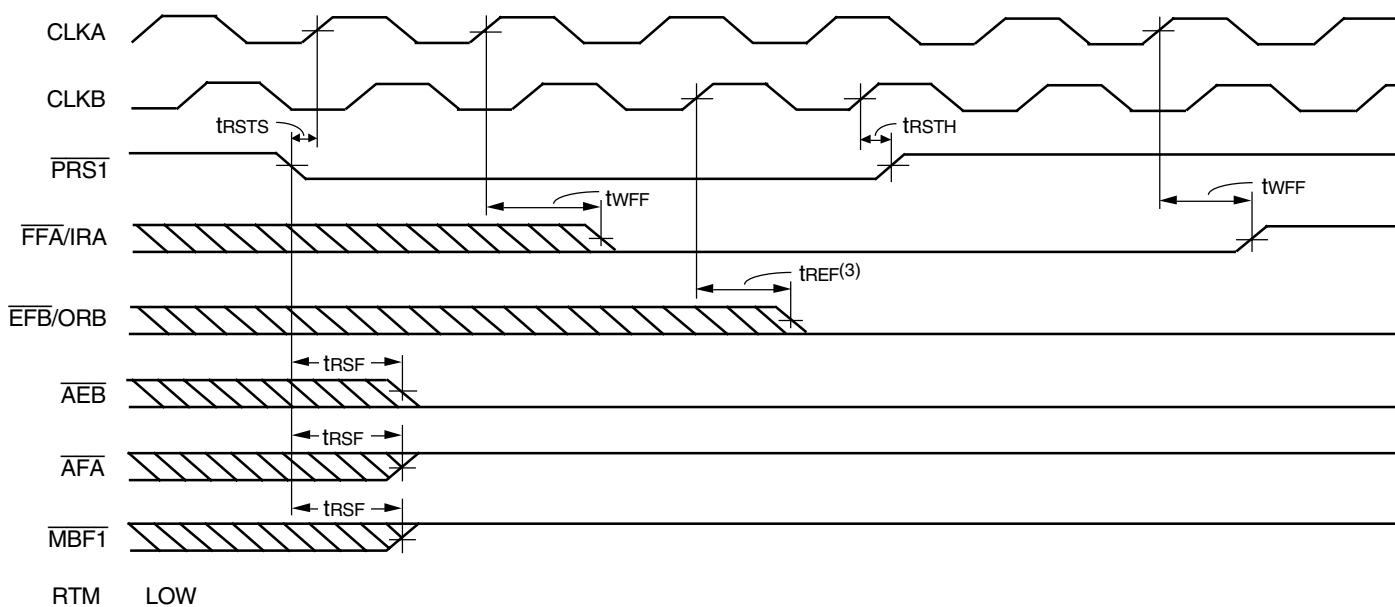 CLKA
CLKB
tRSTS
tRSTH
PRS1
tWFF
tWFF
FFA/IRA
tREF(3)
EFB/ORB
tRSF
AEB
tRSF
AFA
tRSF
MBF1
RTM LOW